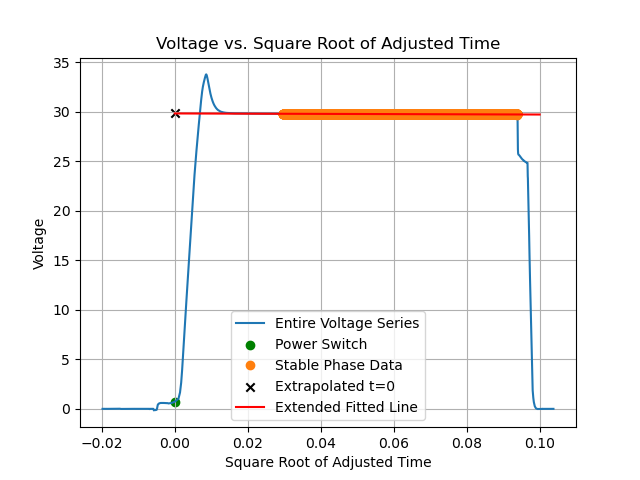 Voltage vs. Square Root of Adjusted Time
35
30
25
20
15
10
5
0
Voltage
Entire Voltage Series
Power Switch
Stable Phase Data
Extrapolated t=0
Extended Fitted Line
−0.02 0.00 0.02 0.04 0.06 0.08 0.10
Square Root of Adjusted Time